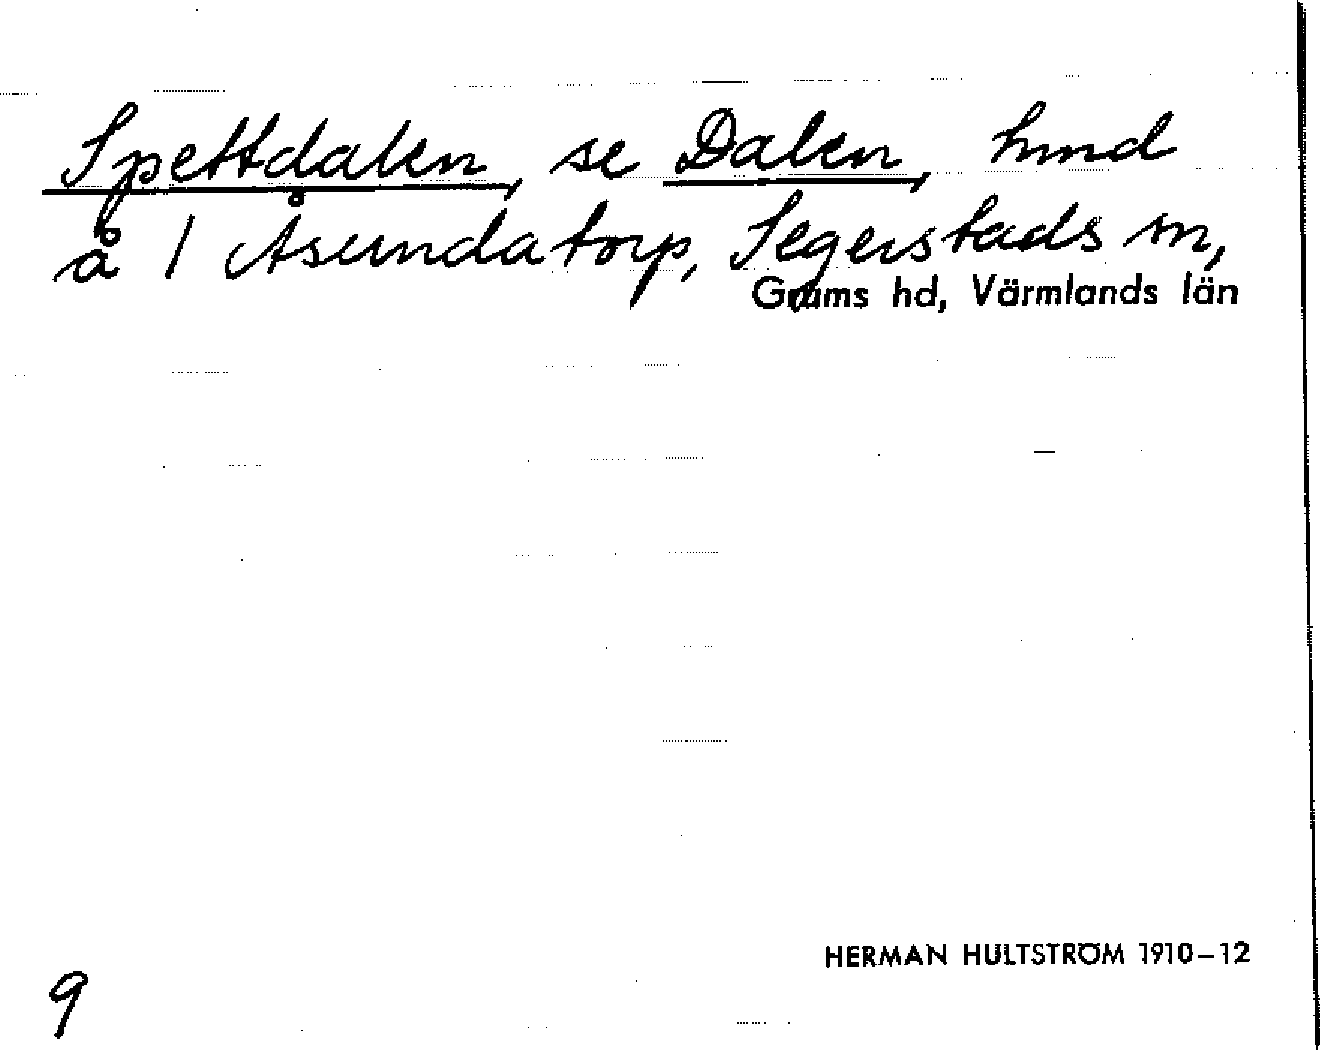 Spettdalen, se Dalen, hmd
å 1 Åsundatorp, Segerstads sn,
Grums hd, Värmlands län
HERMAN HULTSTRÖM 1910–12
9